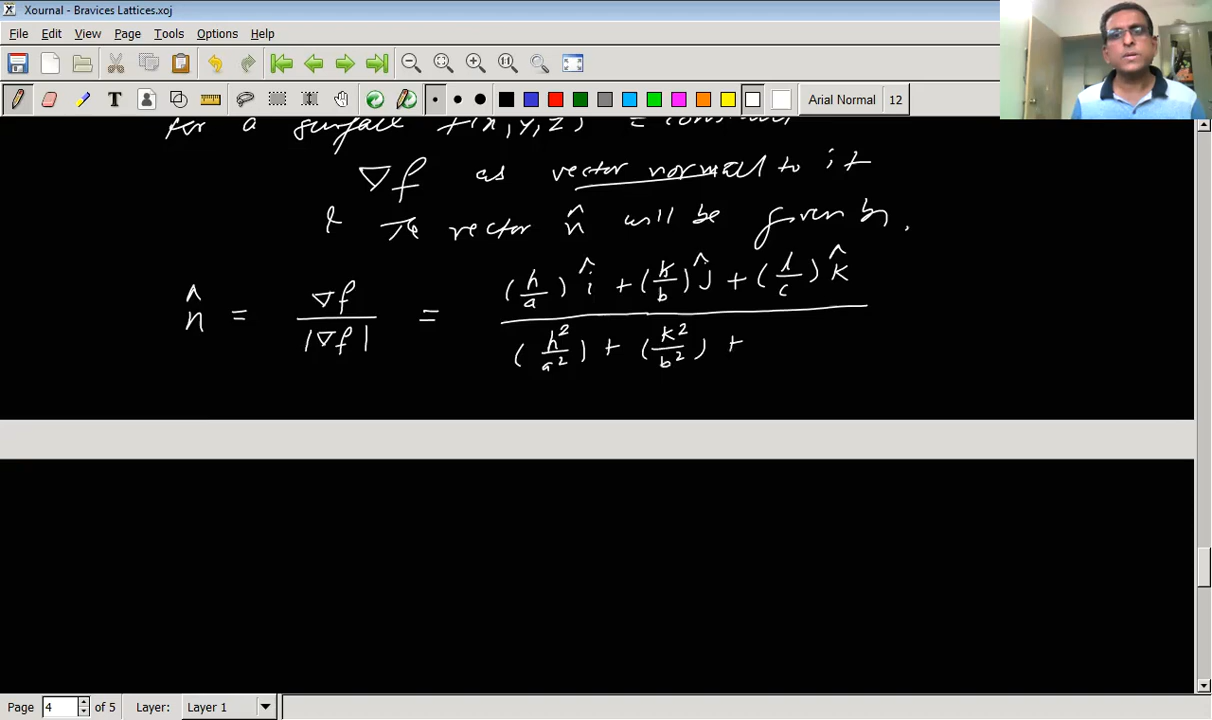 Xournal - Bravices Lattices.xoj
File Edit View Page Tools Options Help
T Arial Normal 12
for a surface f(x, y, z) = constant
∇f as vector normal to it
& The vector n̂ will be given by.
n̂ = ∇f / |∇f| = ((h/a) î + (k/b) ĵ + (l/c) k̂) / ((h²/a²) + (k²/b²) +
Page 4 of 5 Layer: Layer 1